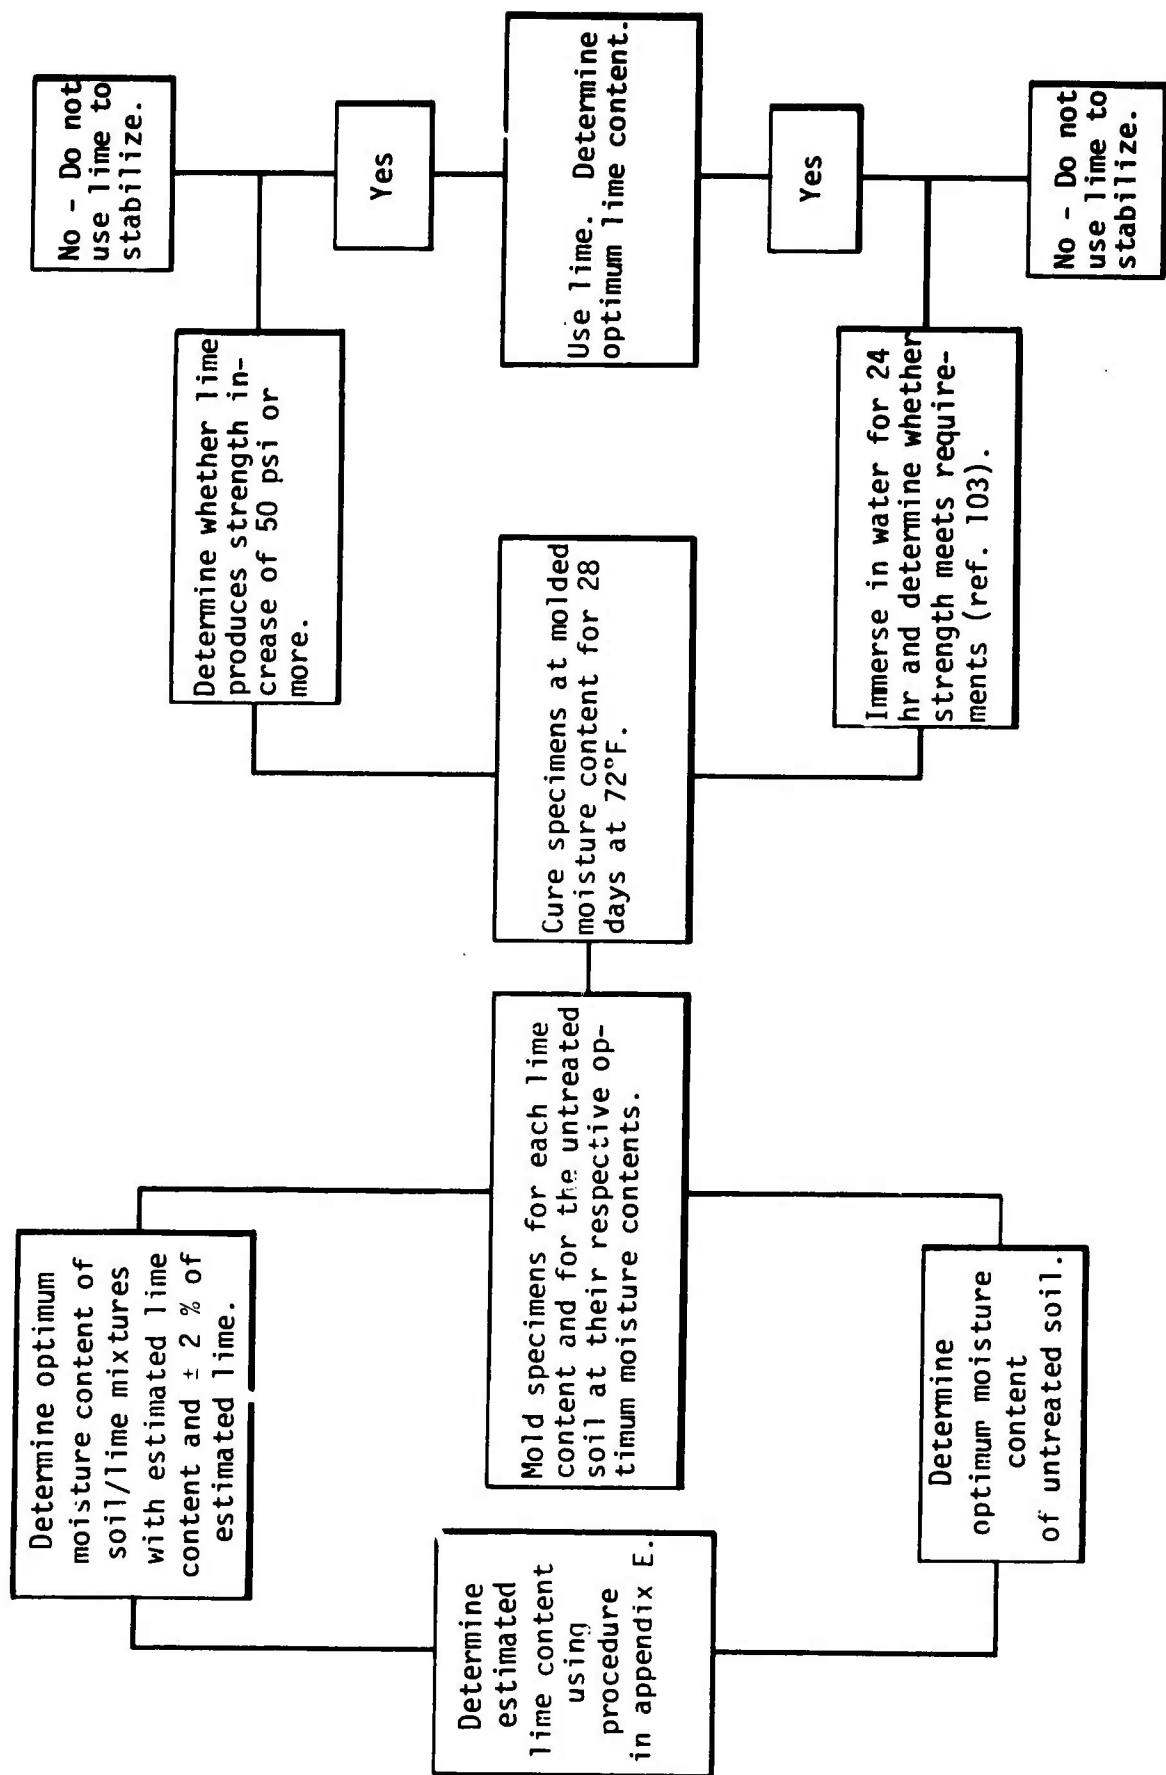 Determine
estimated
lime content
using
procedure
in appendix E.
Determine optimum
moisture content of
soil/lime mixtures
with estimated lime
content and ± 2 % of
estimated lime.
Determine
optimum moisture
content
of untreated soil.
Mold specimens for each lime
content and for the untreated
soil at their respective op-
timum moisture contents.
Cure specimens at molded
moisture content for 28
days at 72°F.
Determine whether lime
produces strength in-
crease of 50 psi or
more.
Immerse in water for 24
hr and determine whether
strength meets require-
ments (ref. 103).
No - Do not
use lime to
stabilize.
Yes
Use lime. Determine
optimum lime content.
Yes
No - Do not
use lime to
stabilize.